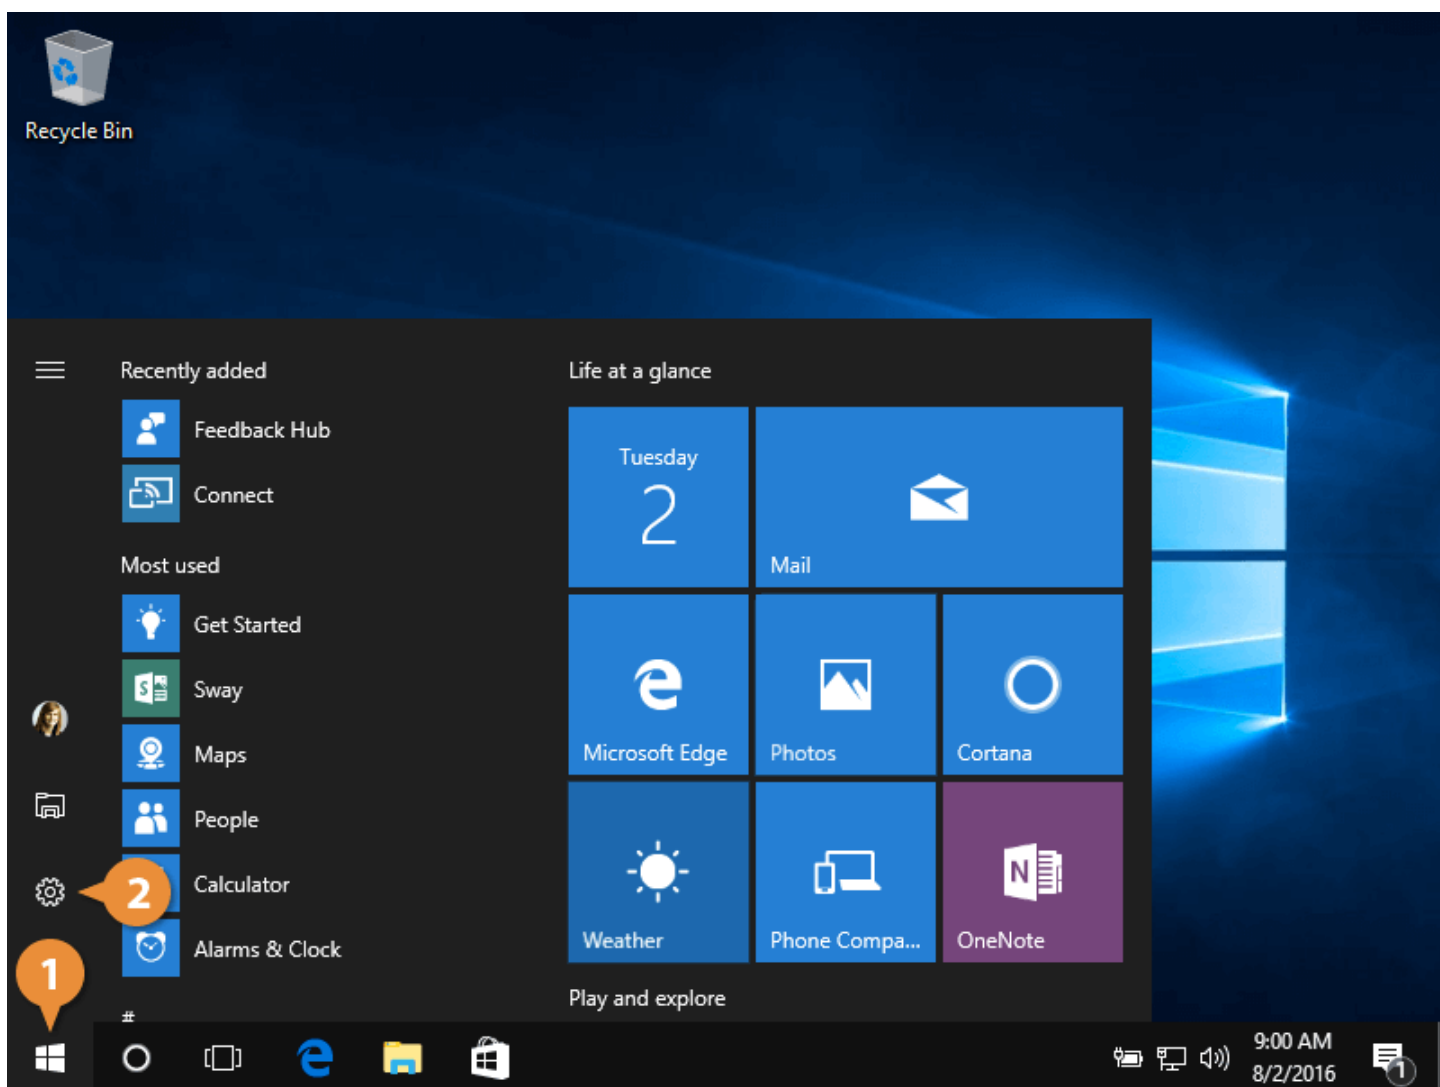 Recycle Bin
Recently added
Feedback Hub
Connect
Most used
Get Started
Sway
Maps
People
Calculator
Alarms & Clock
#
Life at a glance
Tuesday
2
Mail
Microsoft Edge
Photos
Cortana
Weather
Phone Compa...
OneNote
Play and explore
2
1
9:00 AM
8/2/2016
1